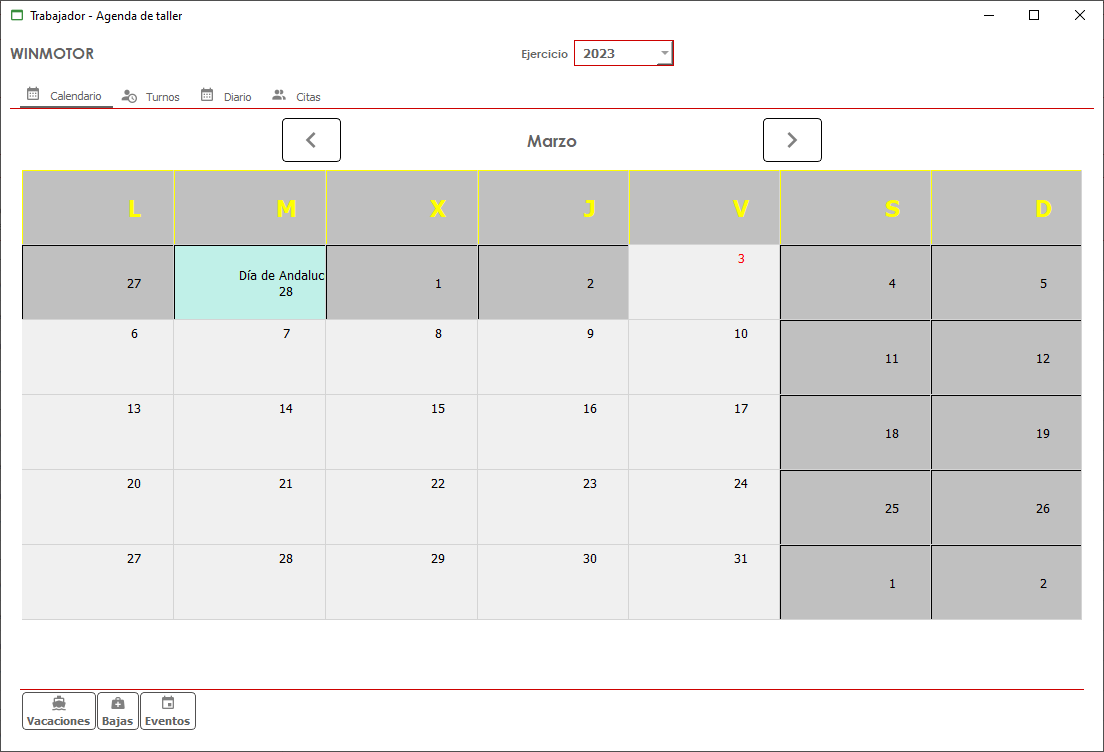 Trabajador - Agenda de taller
WINMOTOR
Ejercicio 2023
Calendario Turnos Diario Citas
Marzo
L M X J V S D
27 Día de Andaluc 28 1 2 3 4 5
6 7 8 9 10 11 12
13 14 15 16 17 18 19
20 21 22 23 24 25 26
27 28 29 30 31 1 2
Vacaciones Bajas Eventos